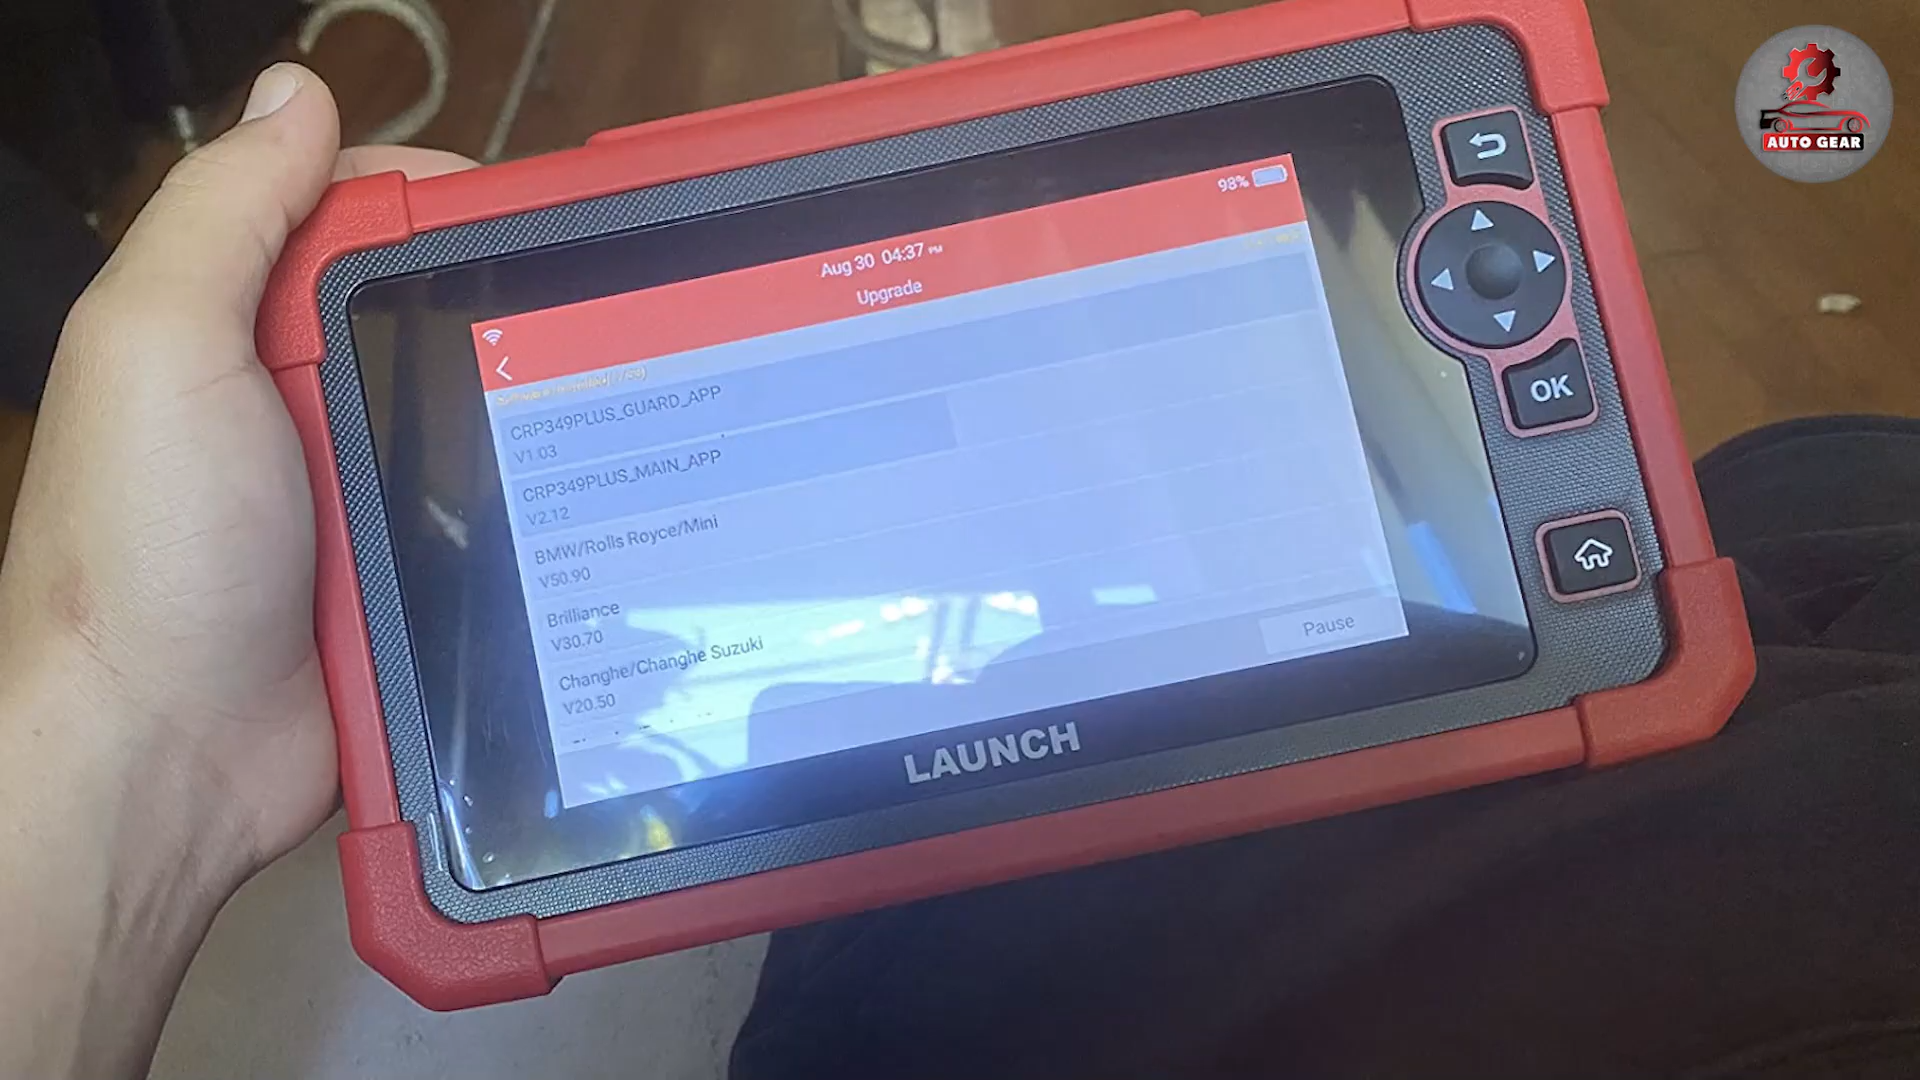 AUTO GEAR
98%
Aug 30 04:37 PM
Upgrade
CRP349PLUS_GUARD_APP
V1.03
CRP349PLUS_MAIN_APP
V2.12
BMW/Rolls Royce/Mini
V50.90
Brilliance
V30.70
Changhe/Changhe Suzuki
V20.50
Pause
LAUNCH
OK